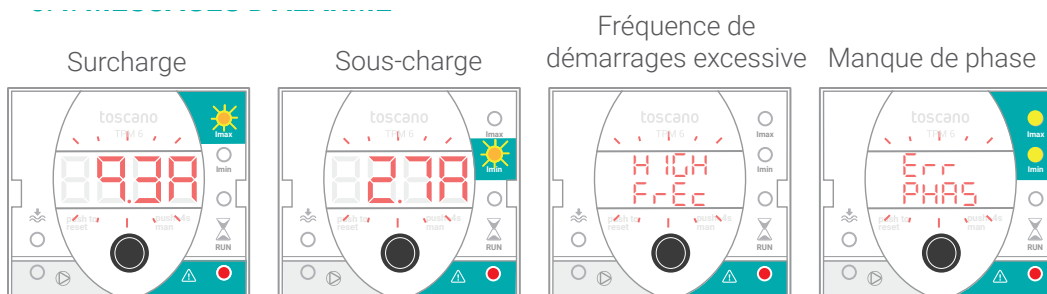 Surcharge
Sous-charge
Fréquence de
démarrages excessive
Manque de phase
toscano
TPM 6
Imax
Imin
9.3A
push to
reset
push 4s
man
RUN
toscano
TPM 6
Imax
Imin
2.7A
push to
reset
push 4s
man
RUN
toscano
TPM 6
Imax
Imin
HIGH
FrEc
push to
reset
push 4s
man
RUN
toscano
TPM 6
Imax
Imin
Err
PHAS
push to
reset
push 4s
man
RUN